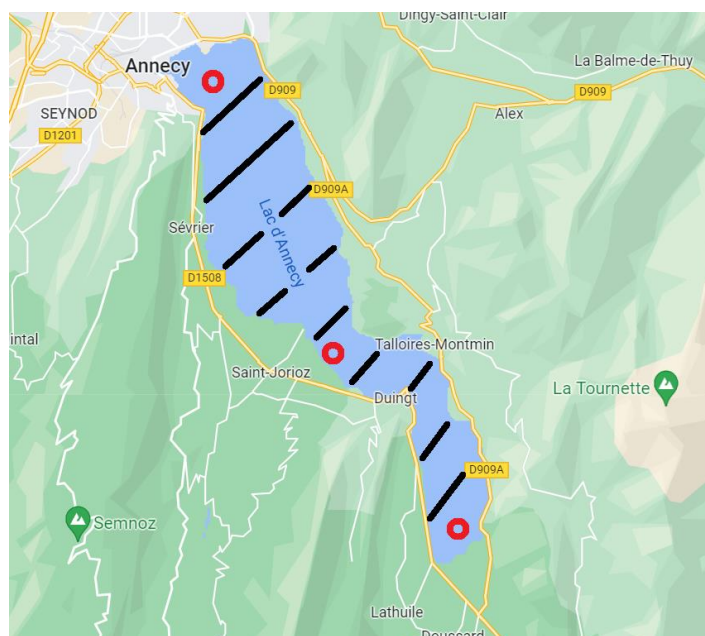 Dingy-Saint-Clair
La Balme-de-Thuy
Annecy
D909
D909
SEYNOD
Alex
D1201
D909A
Lac d'Annecy
Sévrier
D1508
intal
Talloires-Montmin
Saint-Jorioz
La Tournette
Duingt
D909A
Semnoz
Lathuile
Doussard